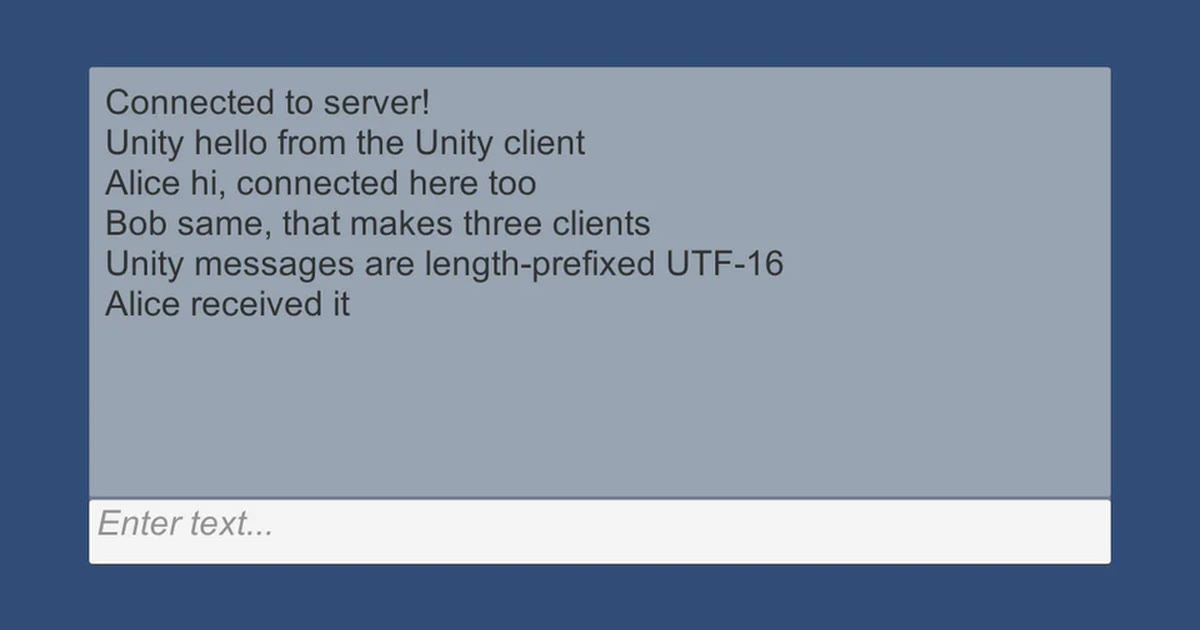 Connected to server!
Unity hello from the Unity client
Alice hi, connected here too
Bob same, that makes three clients
Unity messages are length-prefixed UTF-16
Alice received it
Enter text...